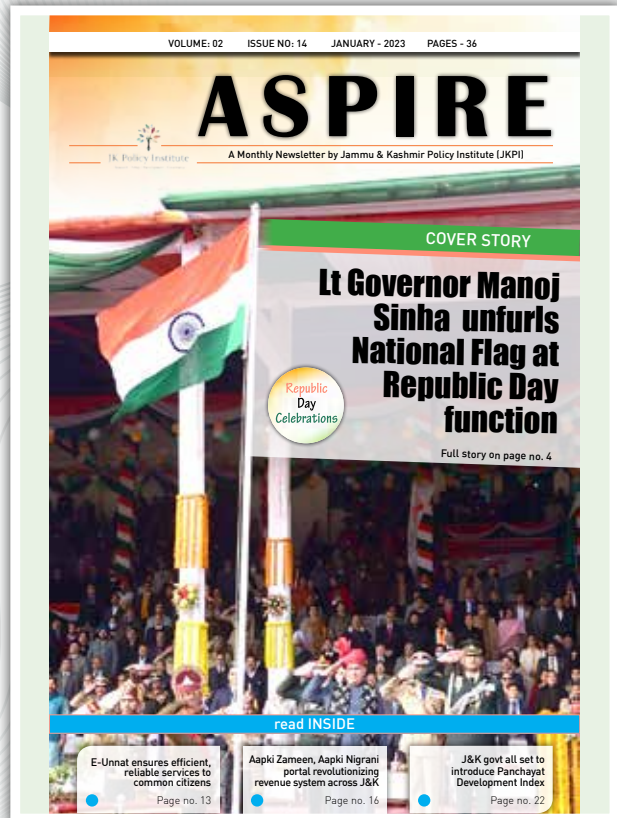 VOLUME: 02 ISSUE NO: 14 JANUARY - 2023 PAGES - 36
ASPIRE
JK Policy Institute
A Monthly Newsletter by Jammu & Kashmir Policy Institute (JKPI)
COVER STORY
Lt Governor Manoj
Sinha unfurls
National Flag at
Republic Day
function
Republic
Day
Celebrations
Full story on page no. 4
read INSIDE
E-Unnat ensures efficient,
reliable services to
common citizens
Page no. 13
Aapki Zameen, Aapki Nigrani
portal revolutionizing
revenue system across J&K
Page no. 16
J&K govt all set to
introduce Panchayat
Development Index
Page no. 22